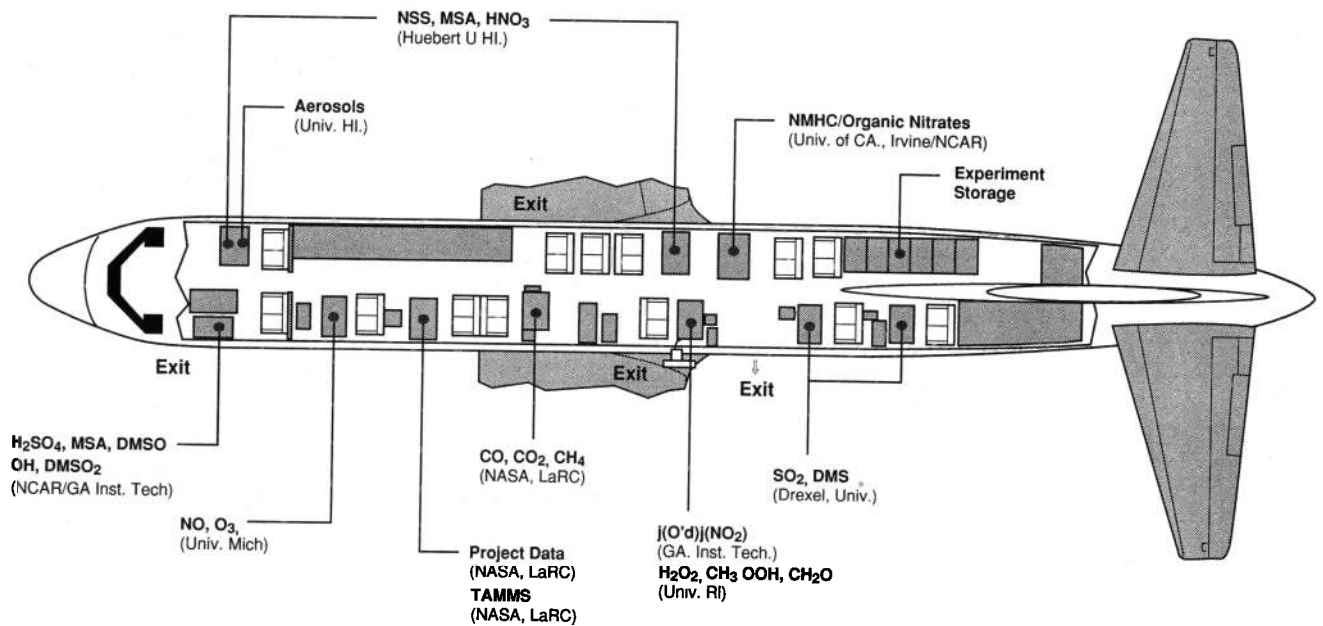 NSS, MSA, HNO₃
(Huebert U HI.)
Aerosols
(Univ. HI.)
NMHC/Organic Nitrates
(Univ. of CA., Irvine/NCAR)
Experiment
Storage
Exit
Exit
Exit
Exit
H₂SO₄, MSA, DMSO
OH, DMSO₂
(NCAR/GA Inst. Tech)
NO, O₃,
(Univ. Mich)
Project Data
(NASA, LaRC)
TAMMS
(NASA, LaRC)
CO, CO₂, CH₄
(NASA, LaRC)
j(O'd)j(NO₂)
(GA. Inst. Tech.)
H₂O₂, CH₃ OOH, CH₂O
(Univ. RI)
SO₂, DMS
(Drexel, Univ.)